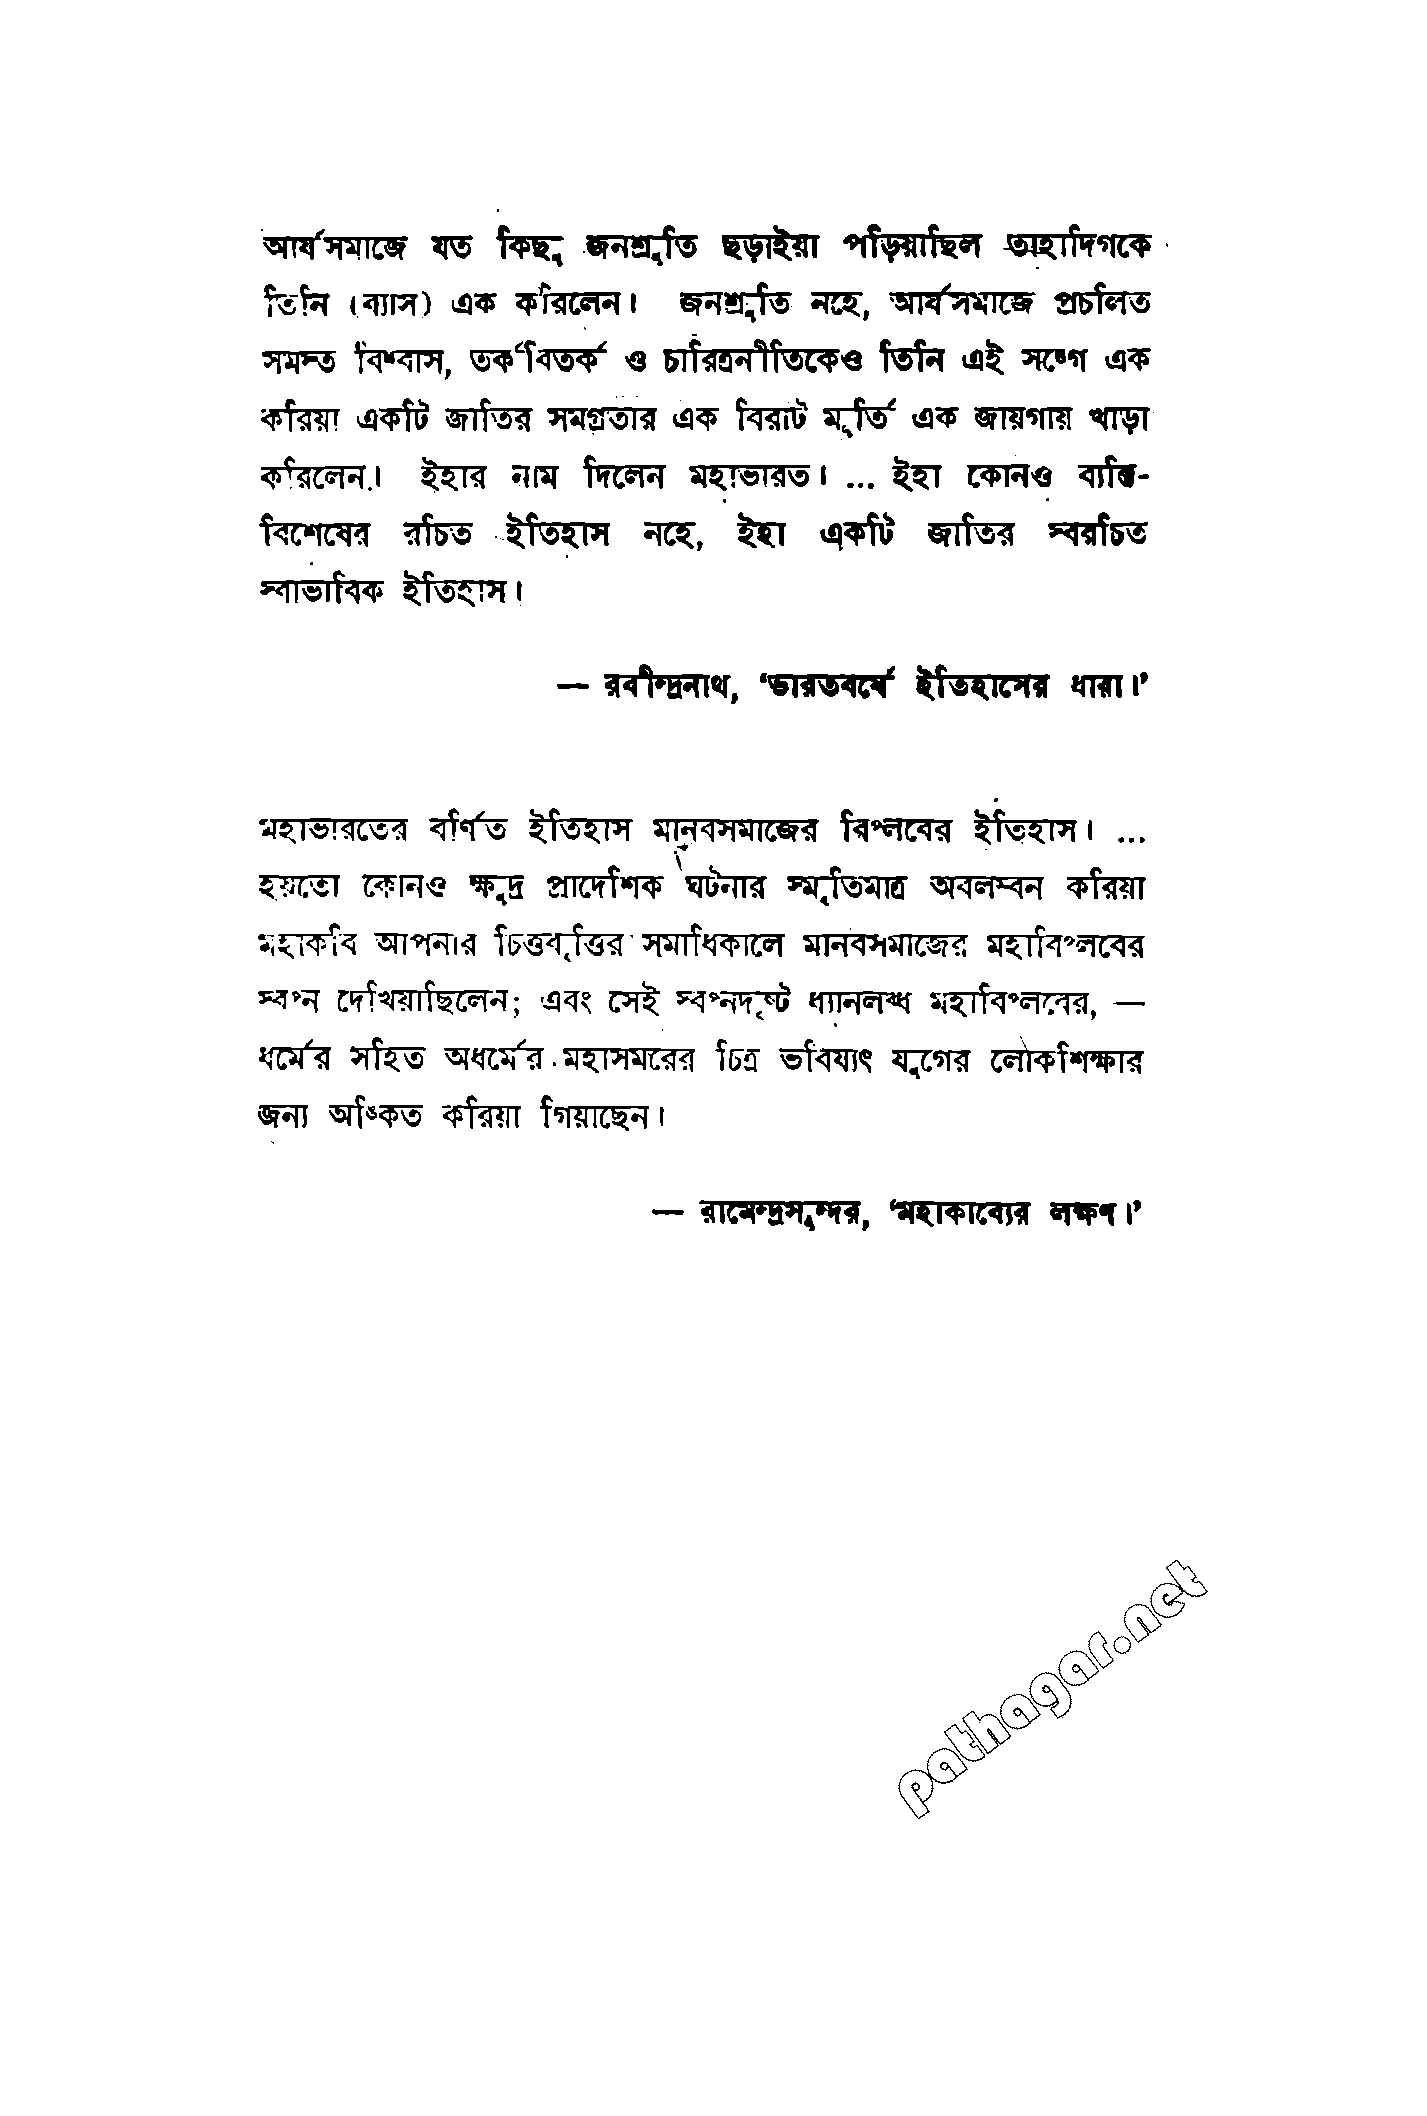 আর্যসমাজে যত কিছু জনশ্রুতি ছড়াইয়া পড়িয়াছিল তাহাদিগকে
তিনি (ব্যাস) এক করিলেন। জনশ্রুতি নহে, আর্যসমাজে প্রচলিত
সমস্ত বিশ্বাস, তর্কবিতর্ক ও চারিত্রনীতিকেও তিনি এই সঙ্গে এক
করিয়া একটি জাতির সমগ্রতার এক বিরাট মূর্তি এক জায়গায় খাড়া
করিলেন। ইহার নাম দিলেন মহাভারত। ... ইহা কোনও ব্যক্তি-
বিশেষের রচিত ইতিহাস নহে, ইহা একটি জাতির স্বরচিত
স্বাভাবিক ইতিহাস।
— রবীন্দ্রনাথ, ‘ভারতবর্ষে ইতিহাসের ধারা।’
মহাভারতের বর্ণিত ইতিহাস মানবসমাজের বিপ্লবের ইতিহাস। ...
হয়তো কোনও ক্ষুদ্র প্রাদেশিক ঘটনার স্মৃতিমাত্র অবলম্বন করিয়া
মহাকবি আপনার চিত্তবৃত্তির সমাধিকালে মানবসমাজের মহাবিপ্লবের
স্বপ্ন দেখিয়াছিলেন; এবং সেই স্বপ্নদৃষ্ট ধ্যানলব্ধ মহাবিপ্লবের, —
ধর্মের সহিত অধর্মের মহাসমরের চিত্র ভবিষ্যৎ যুগের লোকশিক্ষার
জন্য অঙ্কিত করিয়া গিয়াছেন।
— রামেন্দ্রসুন্দর, ‘মহাকাব্যের লক্ষণ।’
pathagar.net